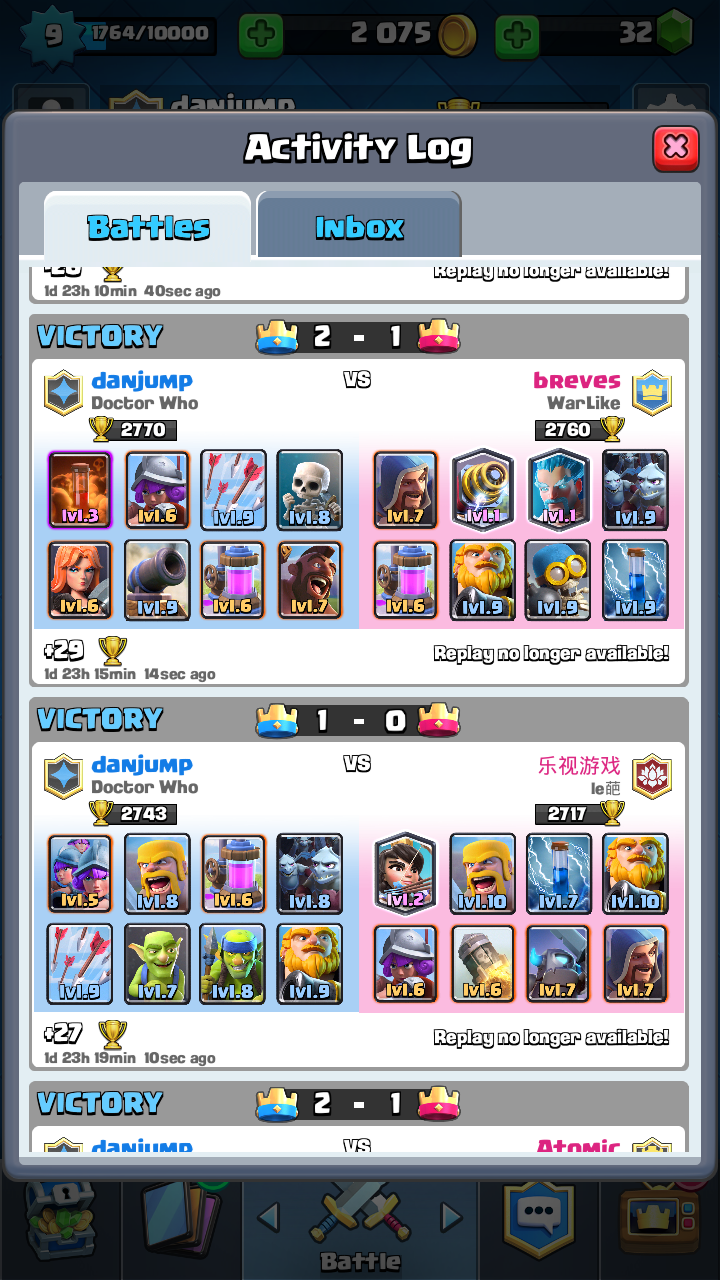 9 1764/10000 2 075 32
danjump
Activity Log
Battles Inbox
Replay no longer available!
1d 23h 10min 40sec ago
VICTORY 2 - 1
danjump vs breves
Doctor Who WarLike
2770 2760
lvl.3 lvl.6 lvl.9 lvl.8 lvl.7 lvl.1 lvl.1 lvl.9
lvl.6 lvl.9 lvl.6 lvl.7 lvl.6 lvl.9 lvl.9 lvl.9
+29 Replay no longer available!
1d 23h 15min 14sec ago
VICTORY 1 - 0
danjump vs 乐视游戏
Doctor Who le葩
2743 2717
lvl.5 lvl.8 lvl.6 lvl.8 lvl.2 lvl.10 lvl.7 lvl.10
lvl.9 lvl.7 lvl.8 lvl.9 lvl.6 lvl.6 lvl.7 lvl.7
+27 Replay no longer available!
1d 23h 19min 10sec ago
VICTORY 2 - 1
danjump vs Atomic
Battle